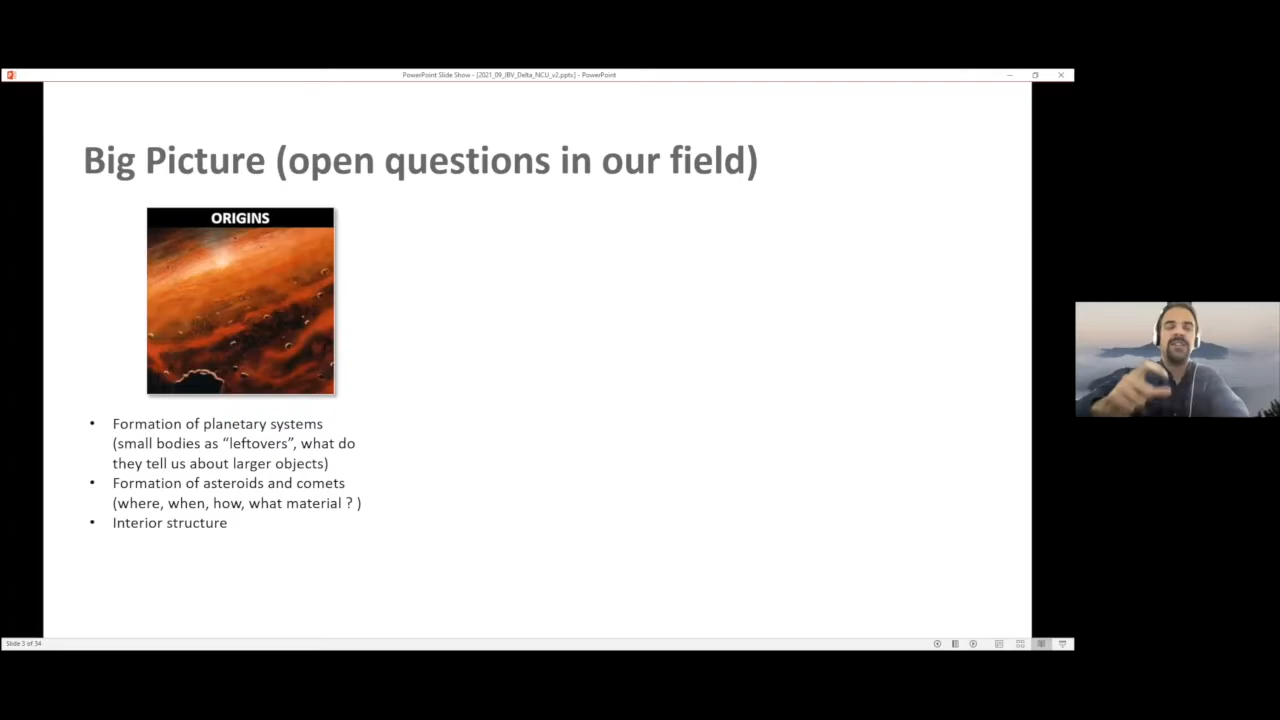 PowerPoint Slide Show - [2021_09_JBV_Delta_NCU_v2.pptx] - PowerPoint
Big Picture (open questions in our field)
ORIGINS
• Formation of planetary systems
(small bodies as “leftovers”, what do
they tell us about larger objects)
• Formation of asteroids and comets
(where, when, how, what material ? )
• Interior structure
Slide 3 of 34